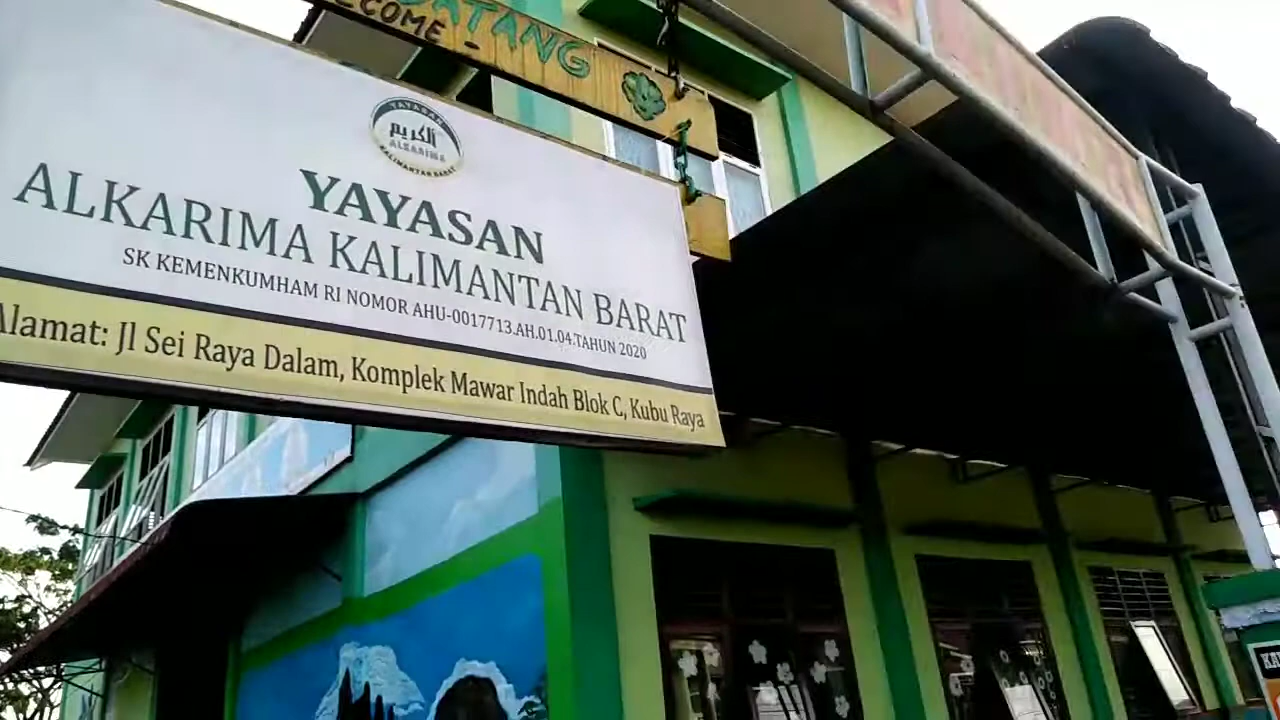 DATANG
COME -
YAYASAN
الكريم
ALKARIMA
KALIMANTAN BARAT
YAYASAN
ALKARIMA KALIMANTAN BARAT
SK KEMENKUMHAM RI NOMOR AHU-0017713.AH.01.04.TAHUN 2020
Alamat: Jl Sei Raya Dalam, Komplek Mawar Indah Blok C, Kubu Raya